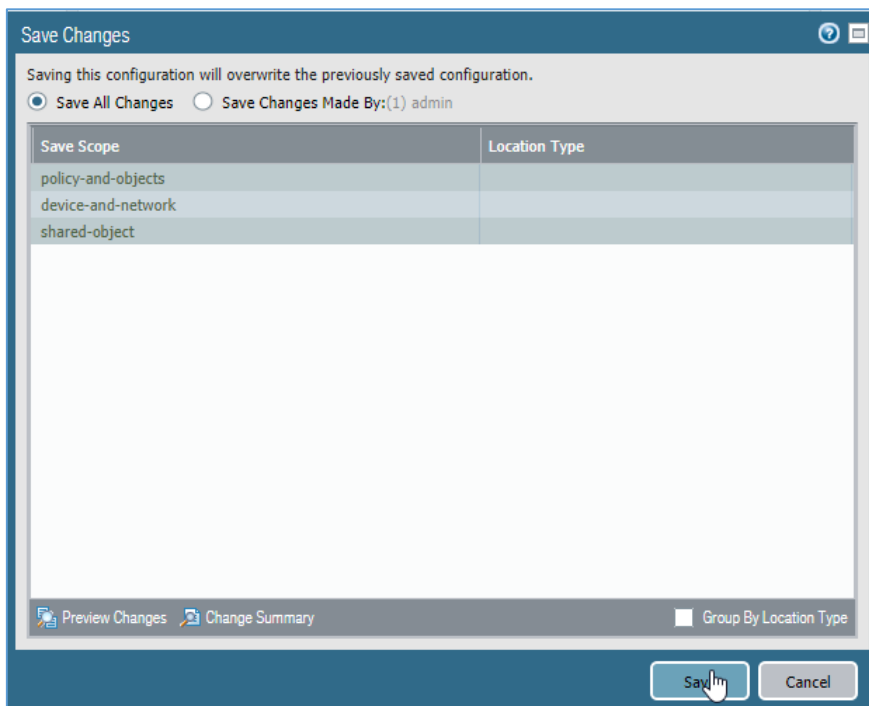 Save Changes
Saving this configuration will overwrite the previously saved configuration.
Save All Changes Save Changes Made By:(1) admin
Save Scope Location Type
policy-and-objects
device-and-network
shared-object
Preview Changes Change Summary Group By Location Type
Cancel